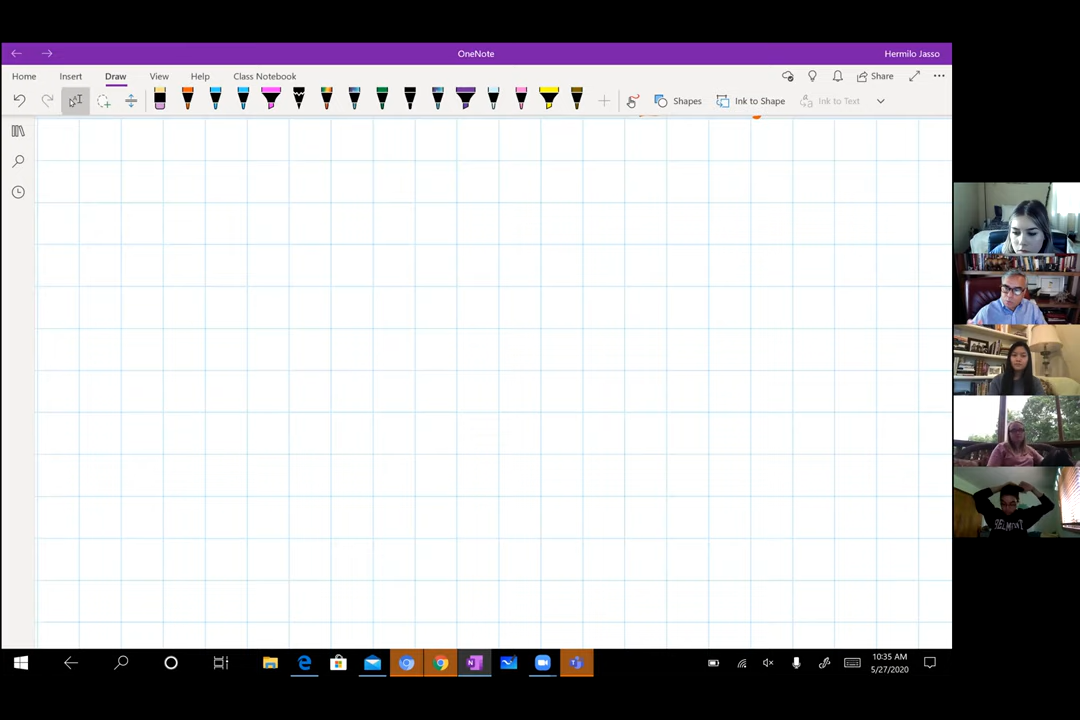 OneNote
Hermilo Jasso
Home Insert Draw View Help Class Notebook Share
Shapes Ink to Shape Ink to Text
BELMONT
10:35 AM
5/27/2020